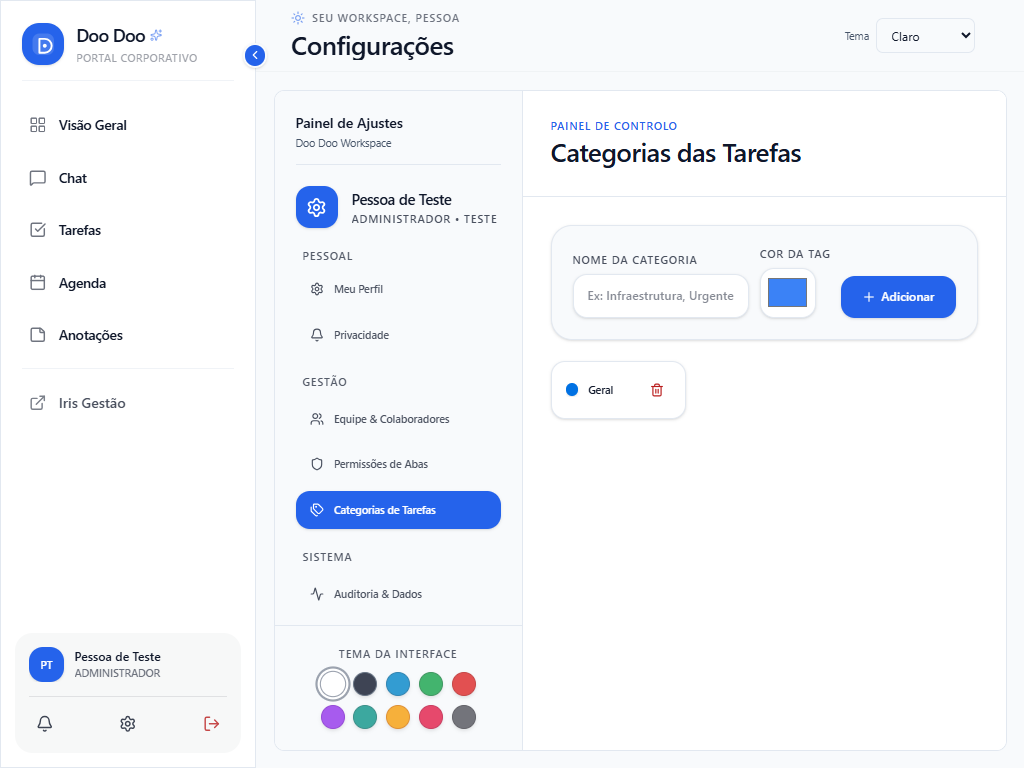 Doo Doo
PORTAL CORPORATIVO
Visão Geral
Chat
Tarefas
Agenda
Anotações
Iris Gestão
PT
Pessoa de Teste
ADMINISTRADOR
SEU WORKSPACE, PESSOA
Configurações
Tema
Claro
Painel de Ajustes
Doo Doo Workspace
Pessoa de Teste
ADMINISTRADOR • TESTE
PESSOAL
Meu Perfil
Privacidade
GESTÃO
Equipe & Colaboradores
Permissões de Abas
Categorias de Tarefas
SISTEMA
Auditoria & Dados
TEMA DA INTERFACE
PAINEL DE CONTROLO
Categorias das Tarefas
NOME DA CATEGORIA
Ex: Infraestrutura, Urgente
COR DA TAG
Adicionar
Geral